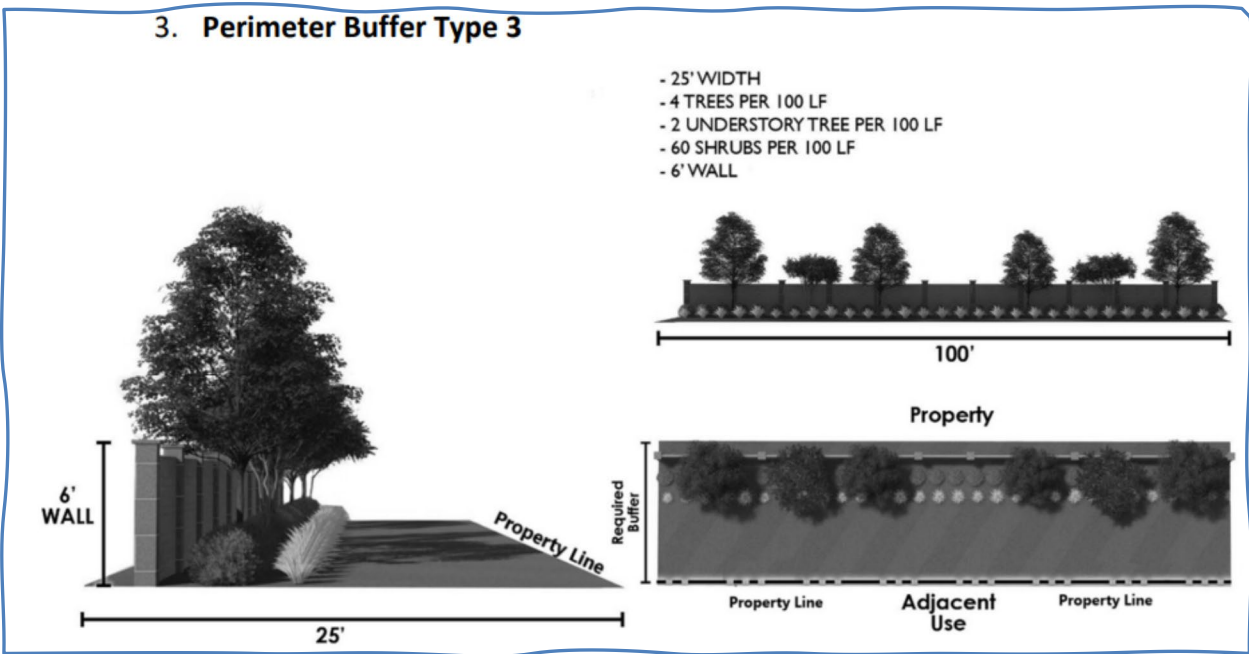 3. Perimeter Buffer Type 3
- 25' WIDTH
- 4 TREES PER 100 LF
- 2 UNDERSTORY TREE PER 100 LF
- 60 SHRUBS PER 100 LF
- 6' WALL
6'
WALL
Property Line
25'
100'
Property
Required
Buffer
Property Line
Adjacent
Use
Property Line